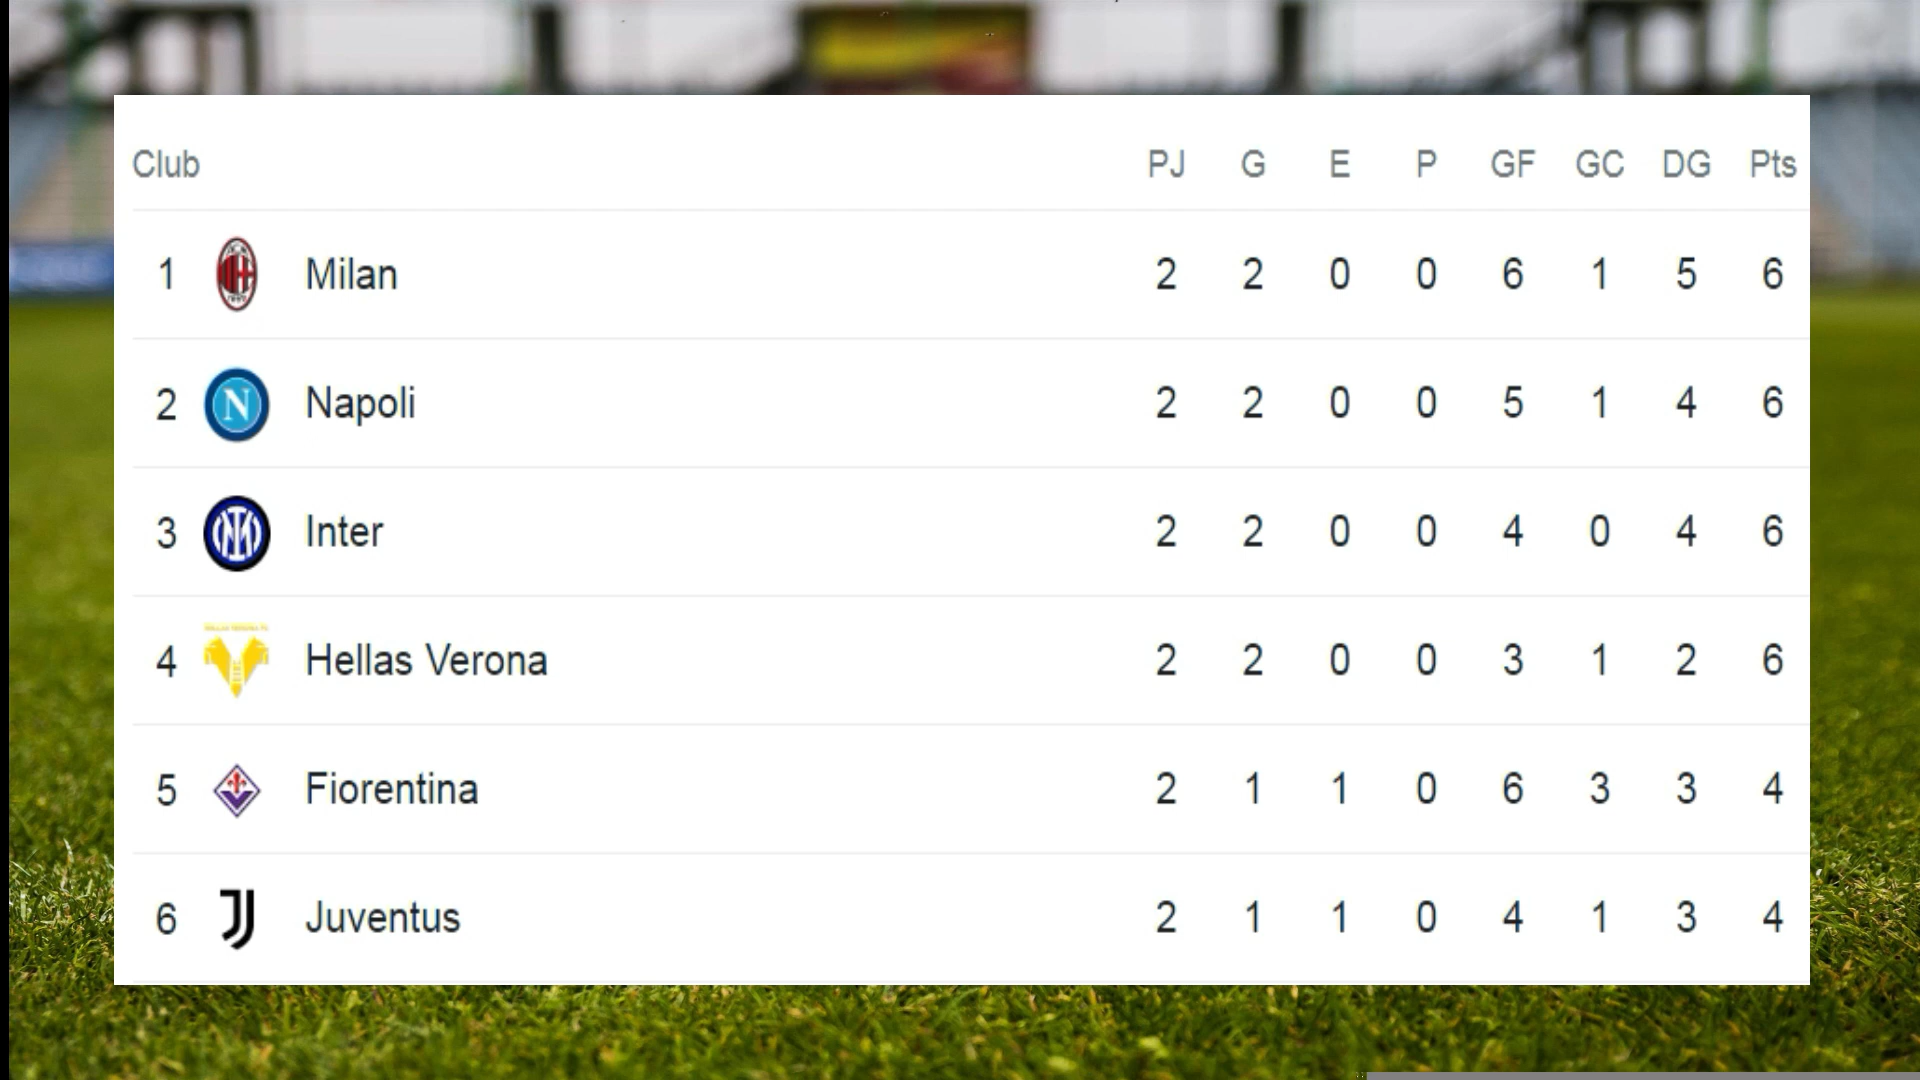 Club PJ G E P GF GC DG Pts
1 Milan 2 2 0 0 6 1 5 6
2 N Napoli 2 2 0 0 5 1 4 6
3 Inter 2 2 0 0 4 0 4 6
4 Hellas Verona 2 2 0 0 3 1 2 6
5 Fiorentina 2 1 1 0 6 3 3 4
6 Juventus 2 1 1 0 4 1 3 4